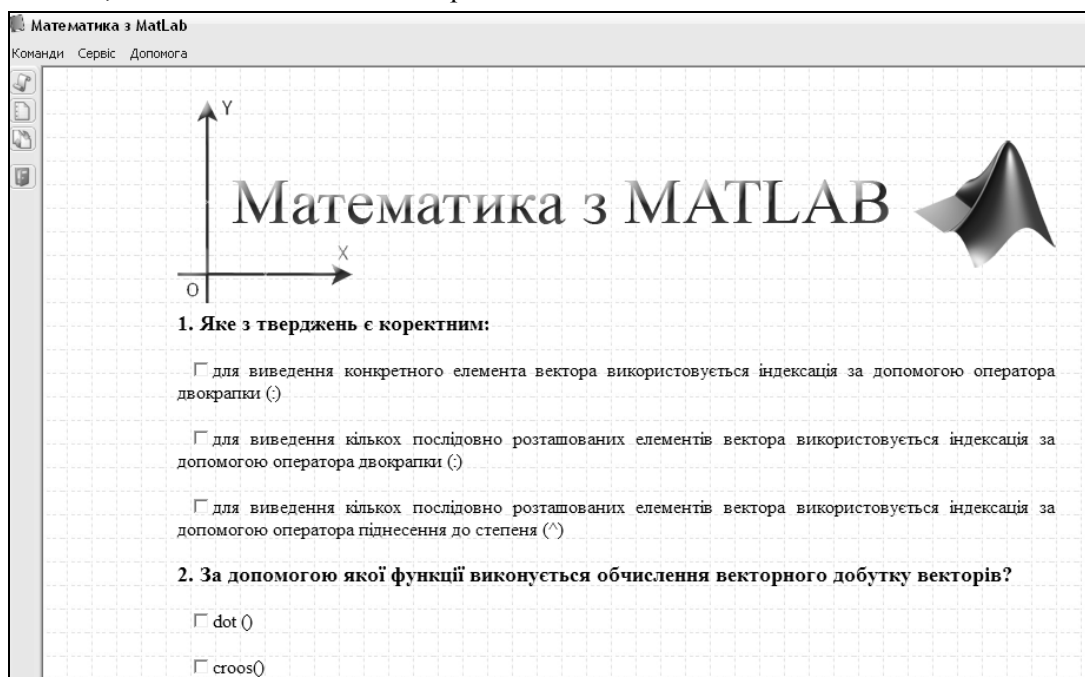 Математика з MatLab
Команди Сервіс Допомога
Y
Математика з MATLAB
X
O
1. Яке з тверджень є коректним:
для виведення конкретного елемента вектора використовується індексація за допомогою оператора
двокрапки (:)
для виведення кількох послідовно розташованих елементів вектора використовується індексація за
допомогою оператора двокрапки (:)
для виведення кількох послідовно розташованих елементів вектора використовується індексація за
допомогою оператора піднесення до степеня (^)
2. За допомогою якої функції виконується обчислення векторного добутку векторів?
dot ()
croos()